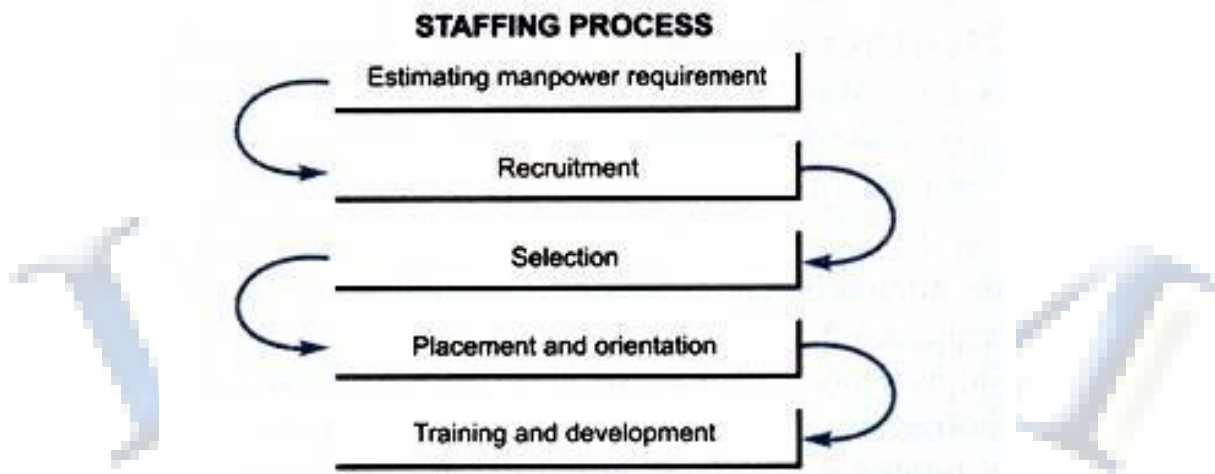 STAFFING PROCESS
Estimating manpower requirement
Recruitment
Selection
Placement and orientation
Training and development